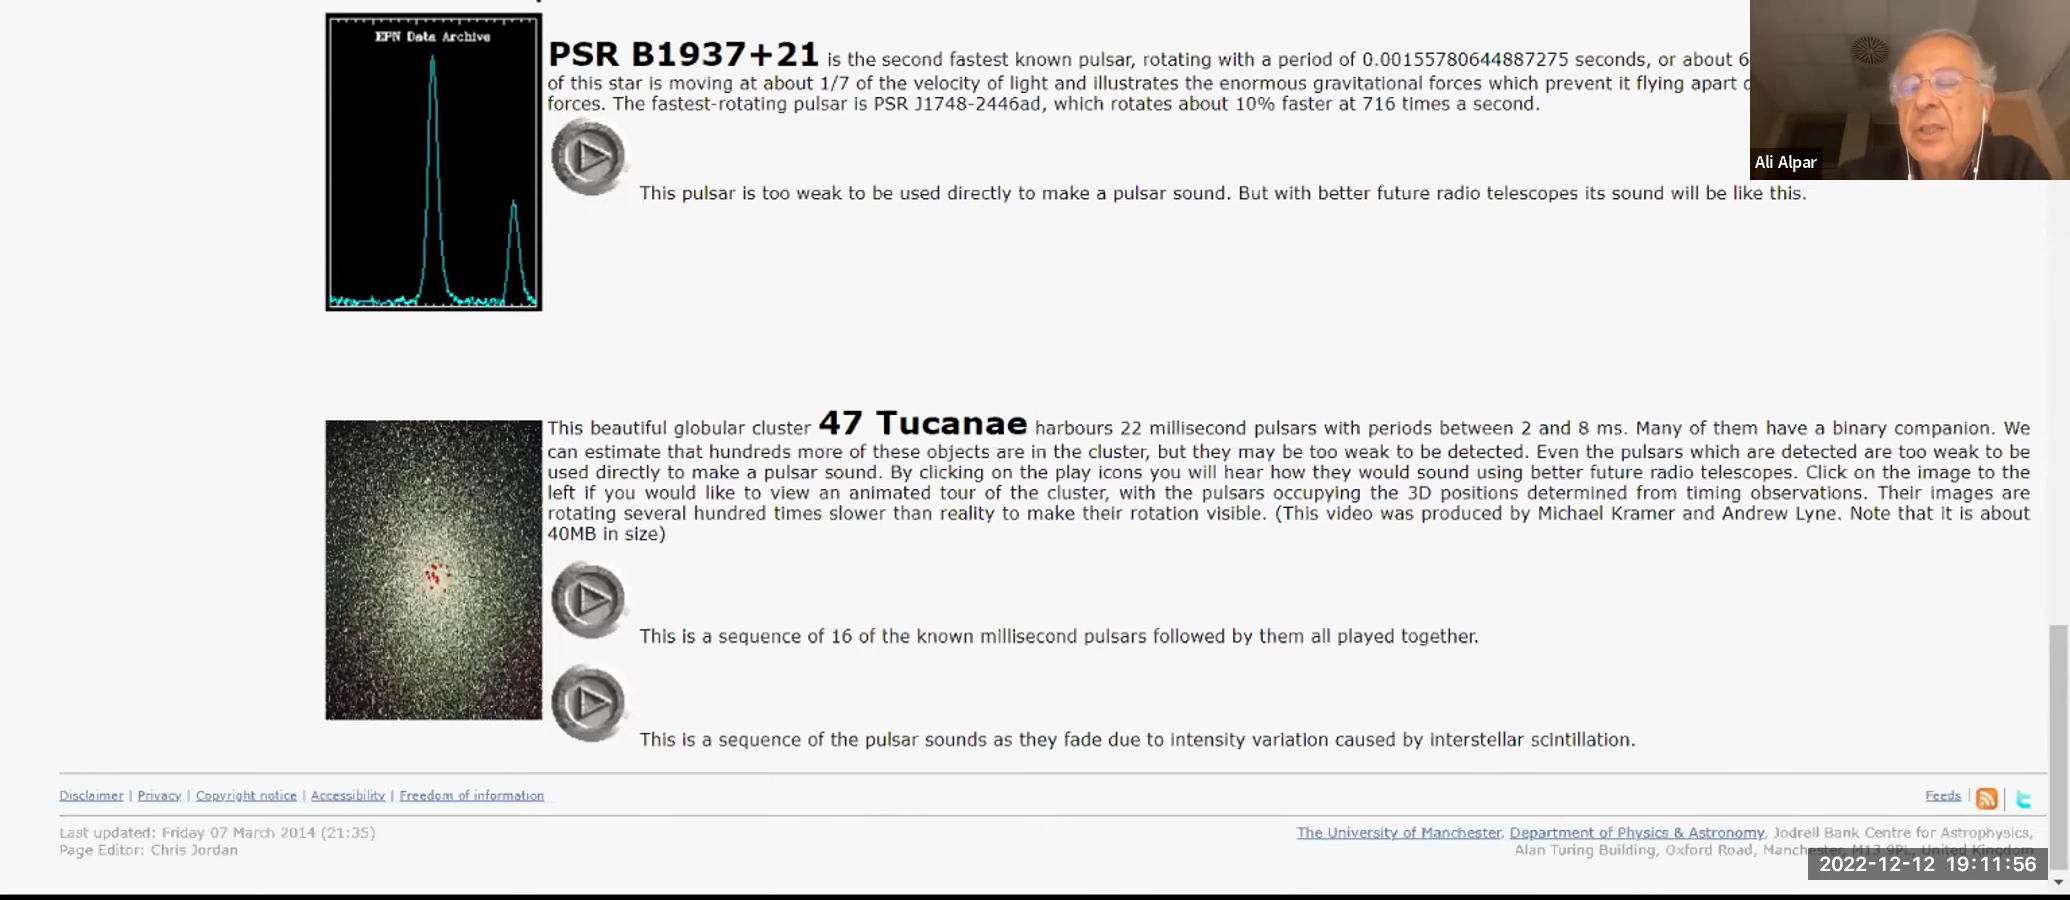 EPN Data Archive
PSR B1937+21 is the second fastest known pulsar, rotating with a period of 0.00155780644887275 seconds, or about 6
of this star is moving at about 1/7 of the velocity of light and illustrates the enormous gravitational forces which prevent it flying apart
forces. The fastest-rotating pulsar is PSR J1748-2446ad, which rotates about 10% faster at 716 times a second.
Ali Alpar
This pulsar is too weak to be used directly to make a pulsar sound. But with better future radio telescopes its sound will be like this.
This beautiful globular cluster 47 Tucanae harbours 22 millisecond pulsars with periods between 2 and 8 ms. Many of them have a binary companion. We
can estimate that hundreds more of these objects are in the cluster, but they may be too weak to be detected. Even the pulsars which are detected are too weak to be
used directly to make a pulsar sound. By clicking on the play icons you will hear how they would sound using better future radio telescopes. Click on the image to the
left if you would like to view an animated tour of the cluster, with the pulsars occupying the 3D positions determined from timing observations. Their images are
rotating several hundred times slower than reality to make their rotation visible. (This video was produced by Michael Kramer and Andrew Lyne. Note that it is about
40MB in size)
This is a sequence of 16 of the known millisecond pulsars followed by them all played together.
This is a sequence of the pulsar sounds as they fade due to intensity variation caused by interstellar scintillation.
Disclaimer | Privacy | Copyright notice | Accessibility | Freedom of information
Feeds |
Last updated: Friday 07 March 2014 (21:35)
Page Editor: Chris Jordan
The University of Manchester, Department of Physics & Astronomy, Jodrell Bank Centre for Astrophysics,
Alan Turing Building, Oxford Road, Manchester, M13 9PL, United Kingdom
2022-12-12 19:11:56